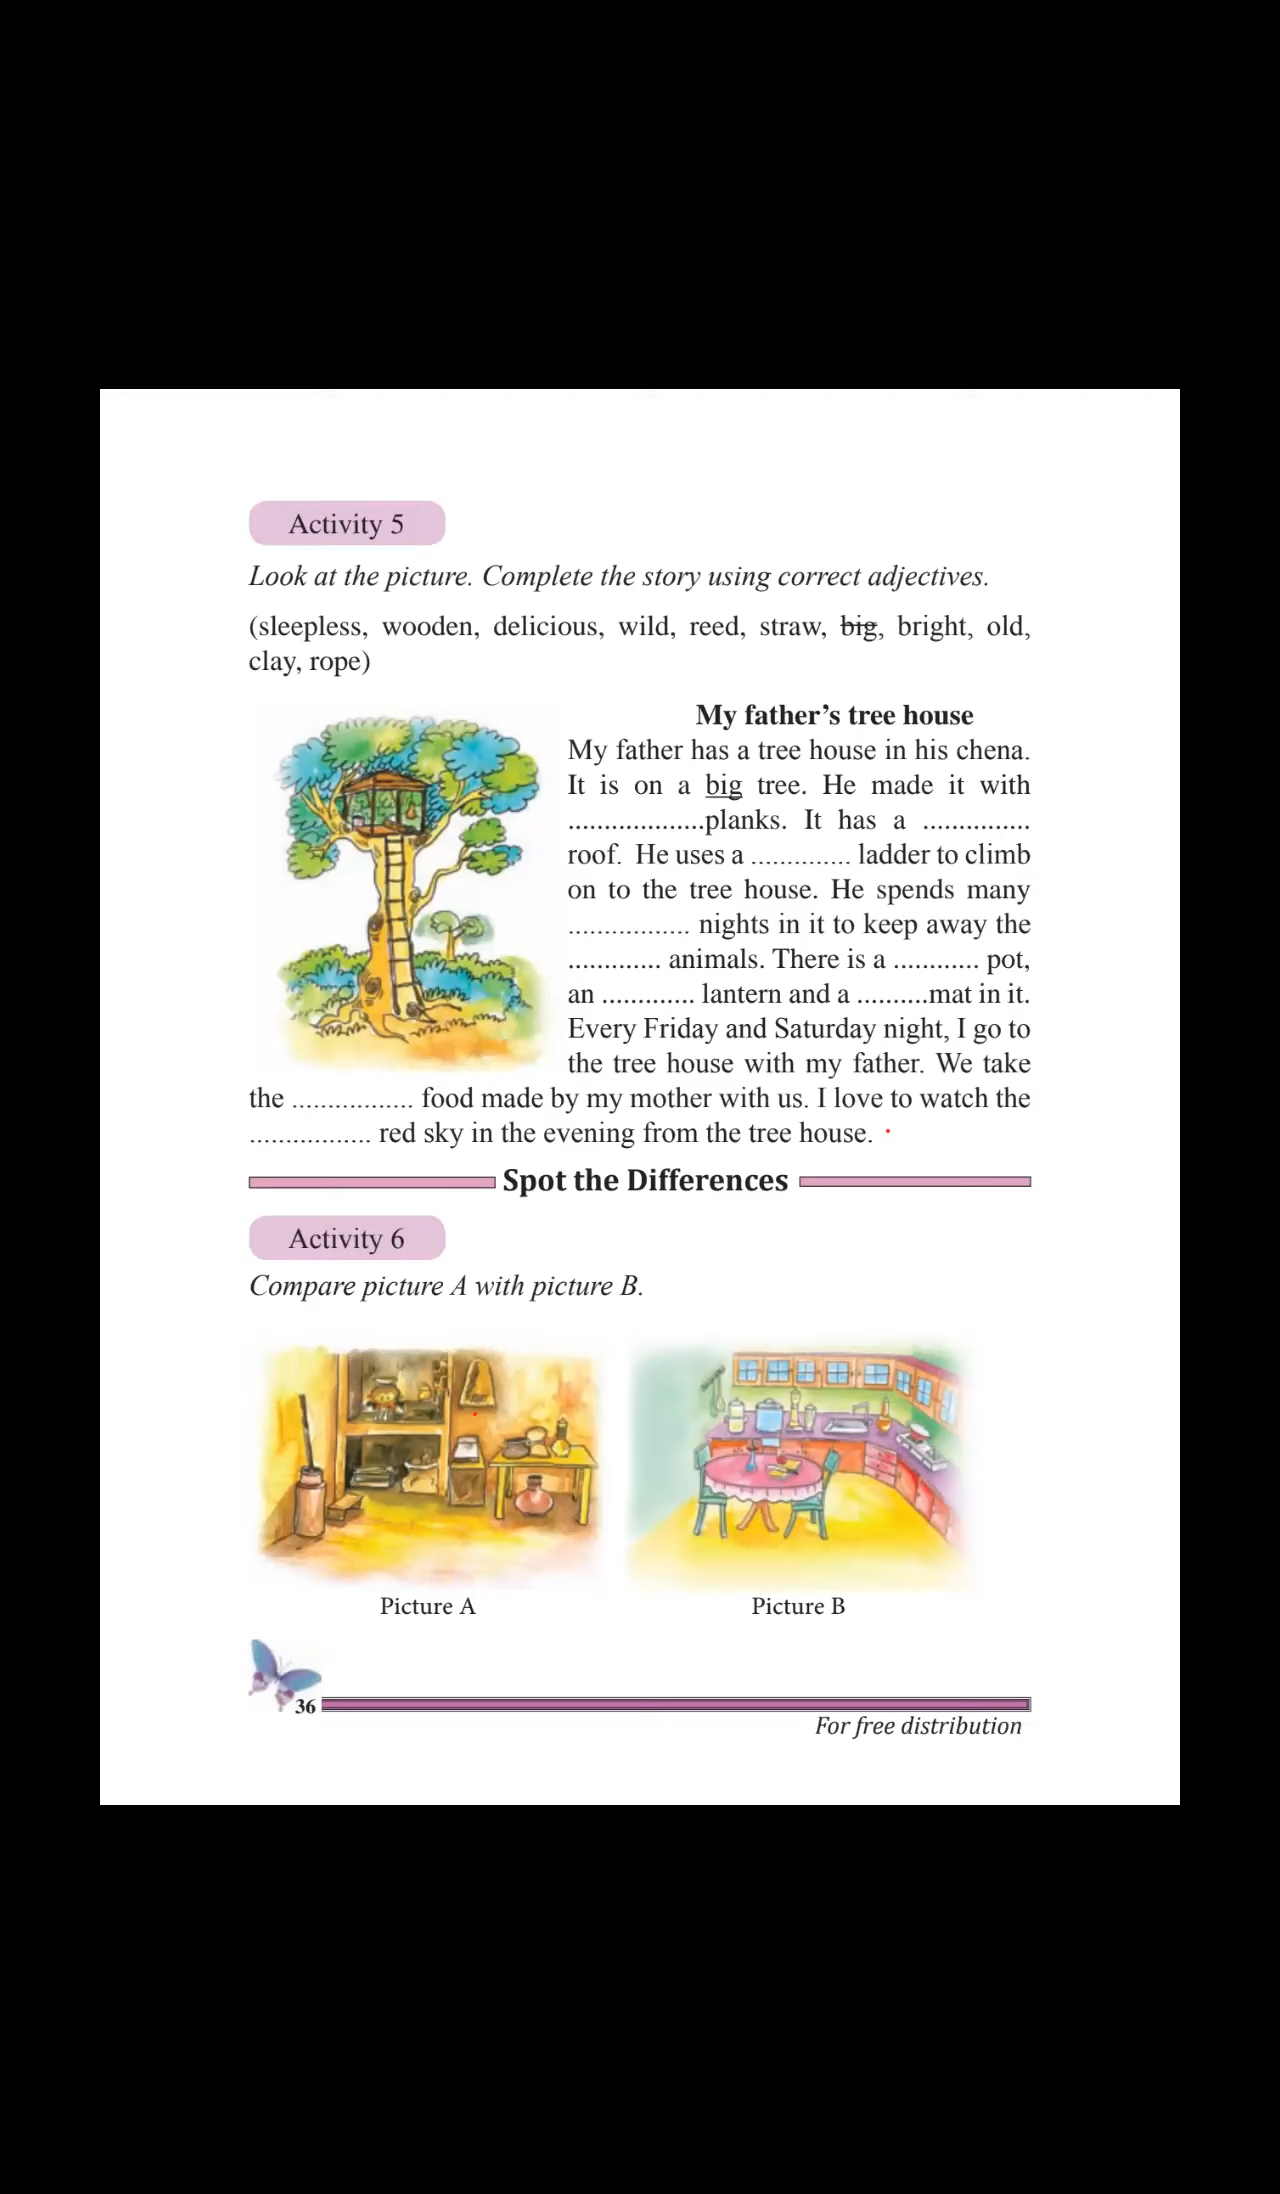 Activity 5
Look at the picture. Complete the story using correct adjectives.
(sleepless, wooden, delicious, wild, reed, straw, big, bright, old,
clay, rope)
My father’s tree house
My father has a tree house in his chena.
It is on a big tree. He made it with
...................planks. It has a ...............
roof. He uses a .............. ladder to climb
on to the tree house. He spends many
................. nights in it to keep away the
............. animals. There is a ............ pot,
an ............. lantern and a ..........mat in it.
Every Friday and Saturday night, I go to
the tree house with my father. We take
the ................. food made by my mother with us. I love to watch the
................. red sky in the evening from the tree house.
Spot the Differences
Activity 6
Compare picture A with picture B.
Picture A
Picture B
36
For free distribution